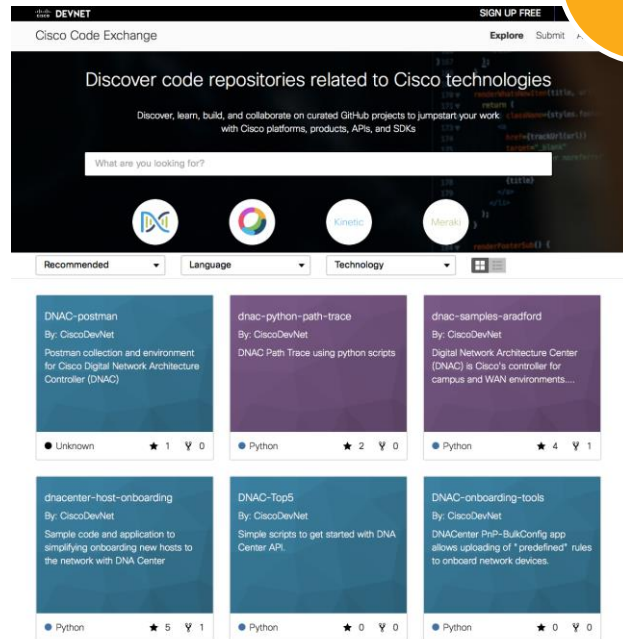 DEVNET
SIGN UP FREE
Cisco Code Exchange
Explore Submit
Discover code repositories related to Cisco technologies
Discover, learn, build, and collaborate on curated GitHub projects to jumpstart your work
with Cisco platforms, products, APIs, and SDKs
What are you looking for?
Kinetic
Meraki
Recommended
Language
Technology
DNAC-postman
By: CiscoDevNet
Postman collection and environment
for Cisco Digital Network Architecture
Controller (DNAC)
Unknown
1 0
dnac-python-path-trace
By: CiscoDevNet
DNAC Path Trace using python scripts
Python
2 0
dnac-samples-aradford
By: CiscoDevNet
Digital Network Architecture Center
(DNAC) is Cisco's controller for
campus and WAN environments....
Python
4 1
dnacenter-host-onboarding
By: CiscoDevNet
Sample code and application to
simplifying onboarding new hosts to
the network with DNA Center
Python
5 1
DNAC-Top5
By: CiscoDevNet
Simple scripts to get started with DNA
Center API.
Python
0 0
DNAC-onboarding-tools
By: CiscoDevNet
DNACenter PnP-BulkConfig app
allows uploading of "predefined" rules
to onboard network devices.
Python
0 0